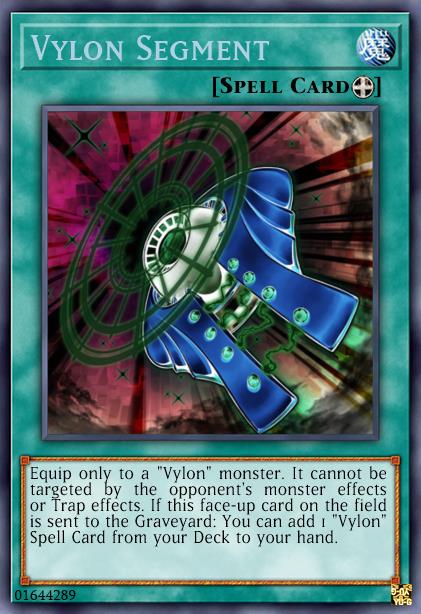 Vylon Segment
魔
[Spell Card]
Equip only to a "Vylon" monster. It cannot be
targeted by the opponent's monster effects
or Trap effects. If this face-up card on the field
is sent to the Graveyard: You can add 1 "Vylon"
Spell Card from your Deck to your hand.
01644289